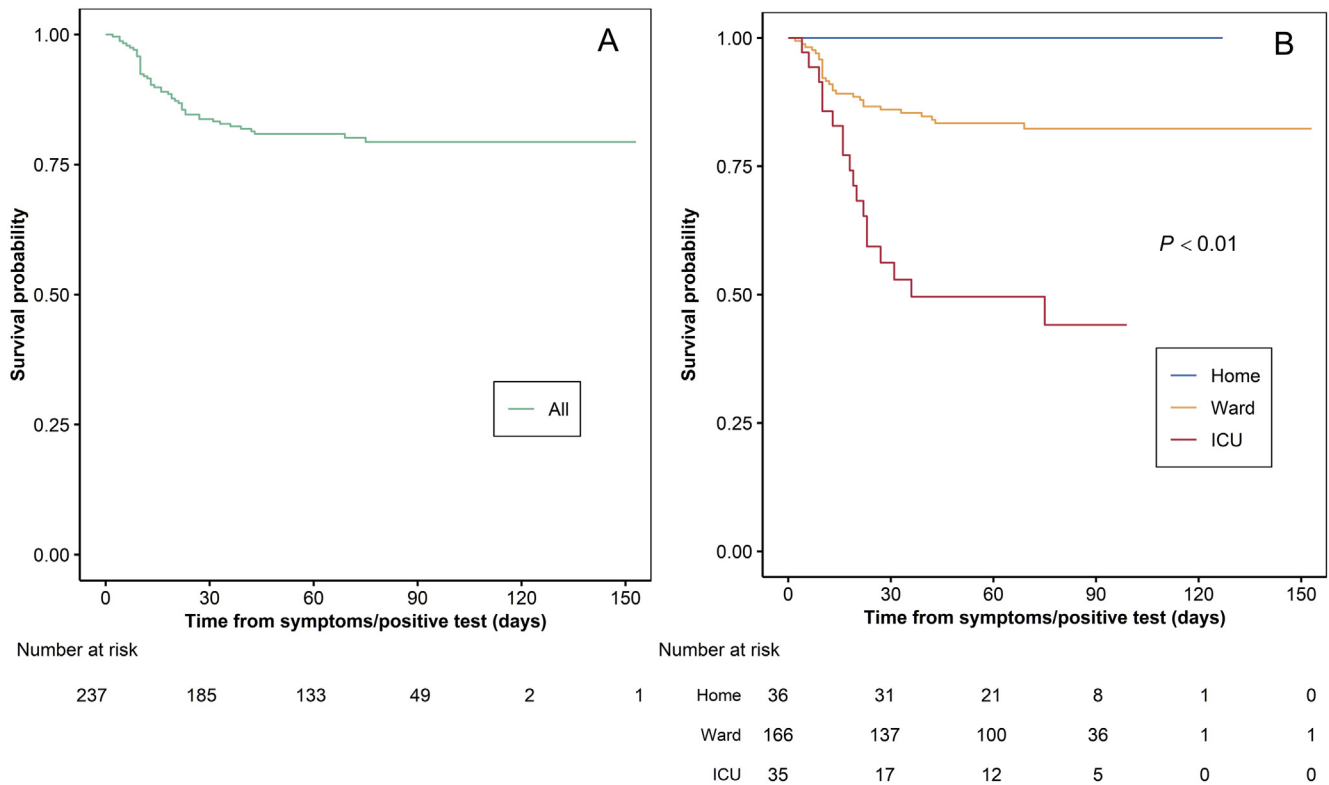 A
1.00
0.75
0.50
0.25
0.00
Survival probability
All
0 30 60 90 120 150
Time from symptoms/positive test (days)
Number at risk
237 185 133 49 2 1
B
1.00
0.75
0.50
0.25
0.00
Survival probability
P < 0.01
Home
Ward
ICU
0 30 60 90 120 150
Time from symptoms/positive test (days)
Number at risk
Home 36 31 21 8 1 0
Ward 166 137 100 36 1 1
ICU 35 17 12 5 0 0